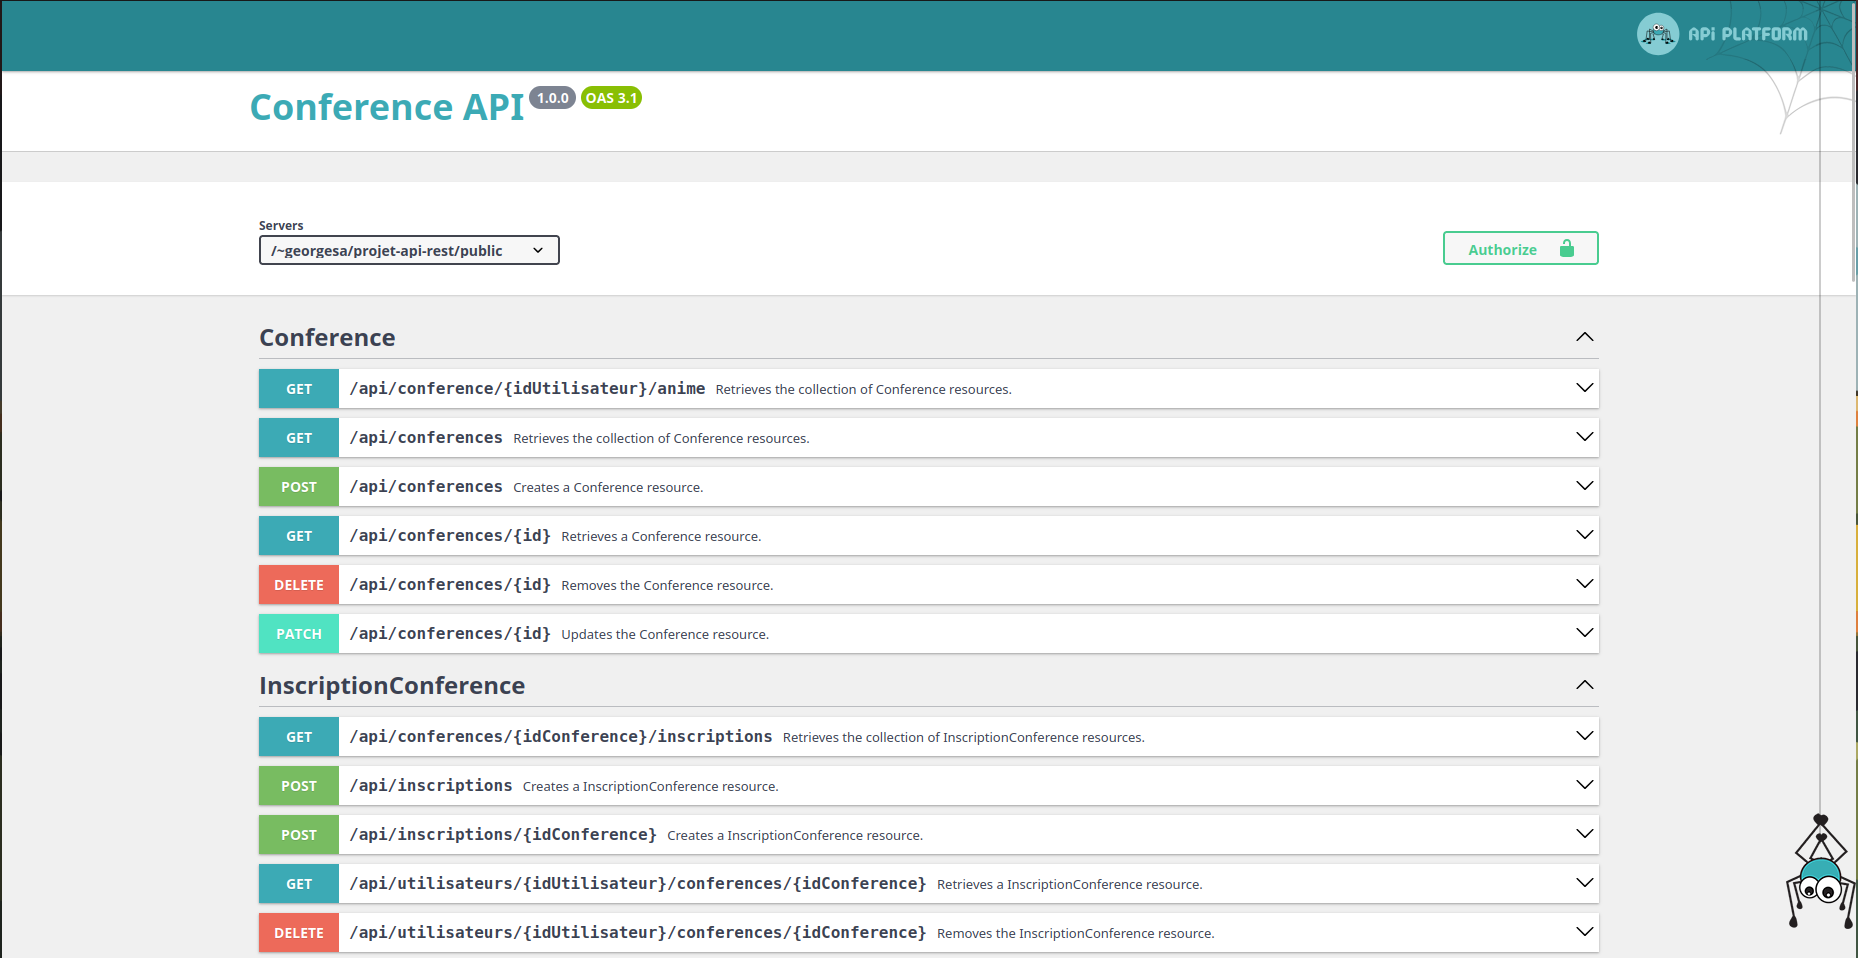 APi PLATFORM
Conference API 1.0.0 OAS 3.1
Servers
/~georgesa/projet-api-rest/public
Authorize
Conference
GET /api/conference/{idUtilisateur}/anime Retrieves the collection of Conference resources.
GET /api/conferences Retrieves the collection of Conference resources.
POST /api/conferences Creates a Conference resource.
GET /api/conferences/{id} Retrieves a Conference resource.
DELETE /api/conferences/{id} Removes the Conference resource.
PATCH /api/conferences/{id} Updates the Conference resource.
InscriptionConference
GET /api/conferences/{idConference}/inscriptions Retrieves the collection of InscriptionConference resources.
POST /api/inscriptions Creates a InscriptionConference resource.
POST /api/inscriptions/{idConference} Creates a InscriptionConference resource.
GET /api/utilisateurs/{idUtilisateur}/conferences/{idConference} Retrieves a InscriptionConference resource.
DELETE /api/utilisateurs/{idUtilisateur}/conferences/{idConference} Removes the InscriptionConference resource.